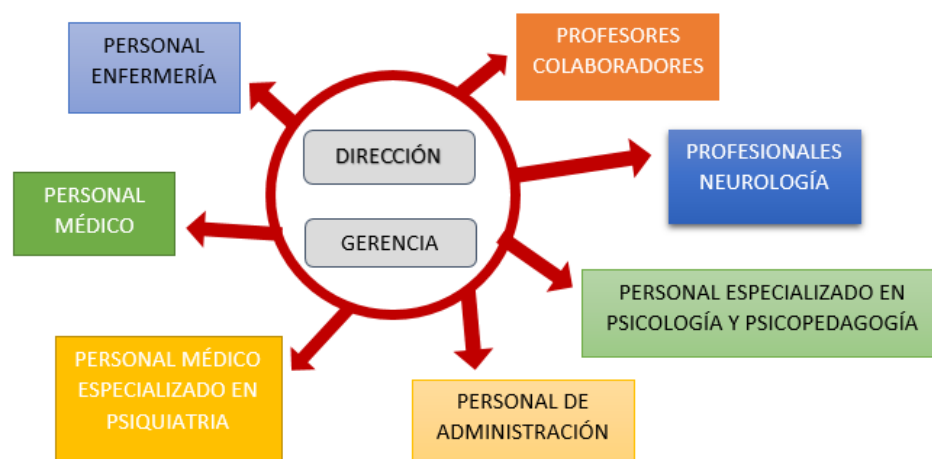 PERSONAL
ENFERMERÍA
PROFESORES
COLABORADORES
DIRECCIÓN
PROFESIONALES
NEUROLOGÍA
PERSONAL
MÉDICO
GERENCIA
PERSONAL ESPECIALIZADO EN
PSICOLOGÍA Y PSICOPEDAGOGÍA
PERSONAL MÉDICO
ESPECIALIZADO EN
PSIQUIATRIA
PERSONAL DE
ADMINISTRACIÓN